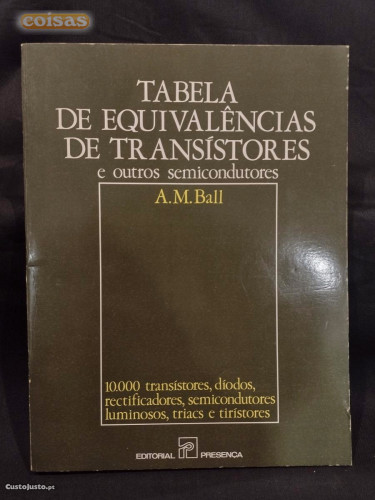 coisas
TABELA
DE EQUIVALÊNCIAS
DE TRANSÍSTORES
e outros semicondutores
A.M.Ball
10.000 transístores, díodos,
rectificadores, semicondutores
luminosos, triacs e tirístores
EDITORIAL PRESENÇA
CustoJusto.pt